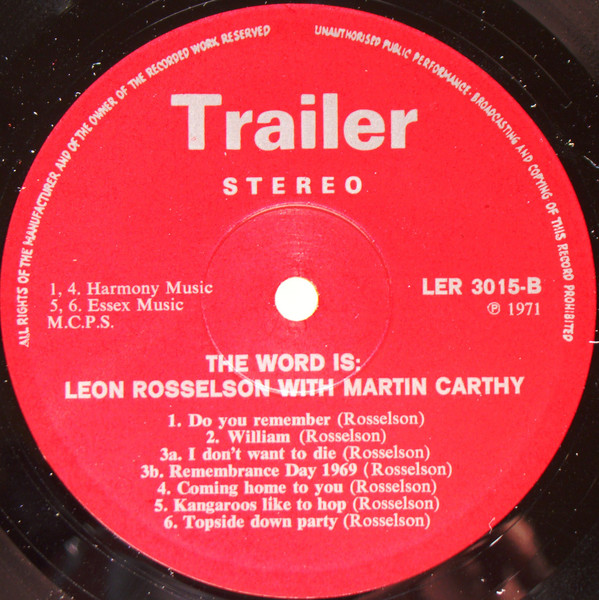 ALL RIGHTS OF THE MANUFACTURER AND OF THE OWNER OF THE RECORDED WORK RESERVED
UNAUTHORISED PUBLIC PERFORMANCE, BROADCASTING AND COPYING OF THIS RECORD PROHIBITED
Trailer
STEREO
1, 4. Harmony Music
5, 6. Essex Music
M.C.P.S.
LER 3015-B
℗ 1971
THE WORD IS:
LEON ROSSELSON WITH MARTIN CARTHY
1. Do you remember (Rosselson)
2. William (Rosselson)
3a. I don't want to die (Rosselson)
3b. Remembrance Day 1969 (Rosselson)
4. Coming home to you (Rosselson)
5. Kangaroos like to hop (Rosselson)
6. Topside down party (Rosselson)